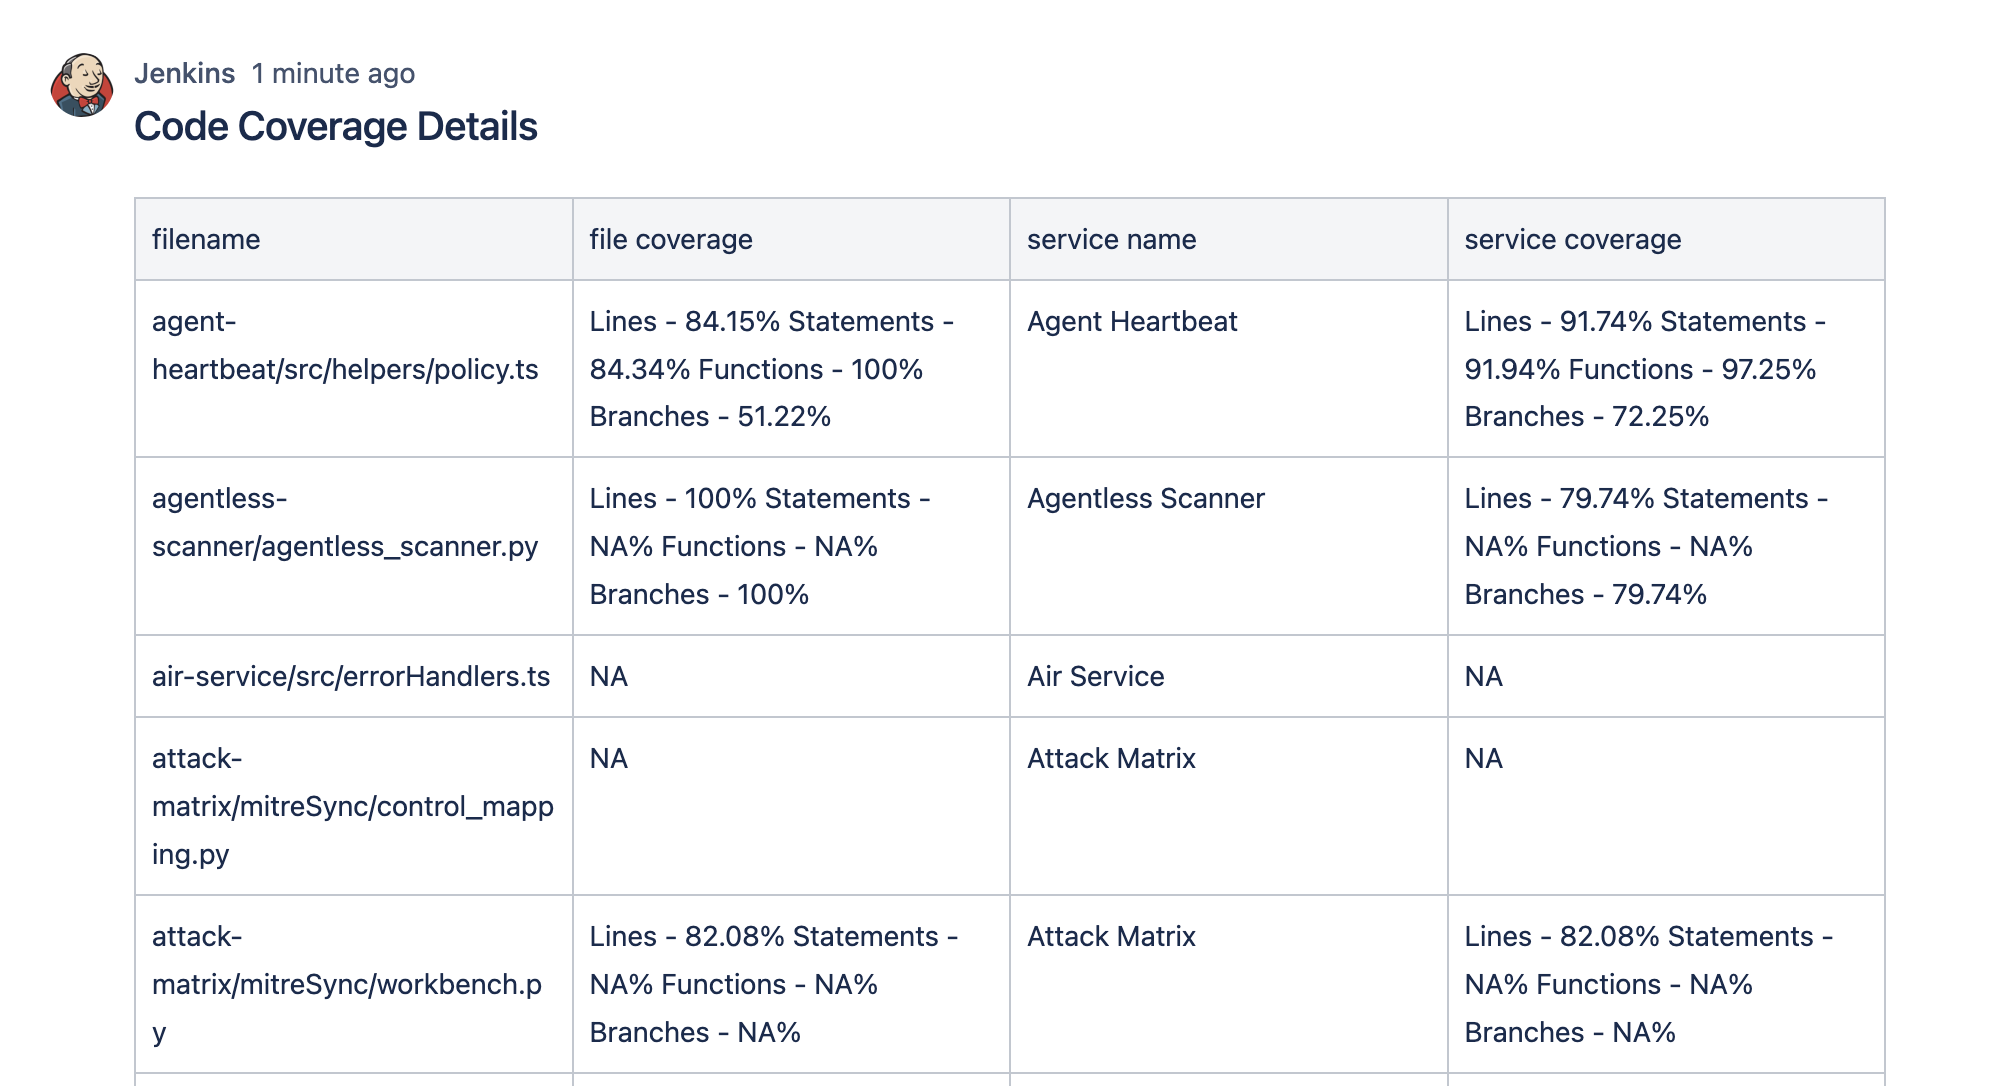 Jenkins 1 minute ago
Code Coverage Details
filename
file coverage
service name
service coverage
agent-
heartbeat/src/helpers/policy.ts
Lines - 84.15% Statements -
84.34% Functions - 100%
Branches - 51.22%
Agent Heartbeat
Lines - 91.74% Statements -
91.94% Functions - 97.25%
Branches - 72.25%
agentless-
scanner/agentless_scanner.py
Lines - 100% Statements -
NA% Functions - NA%
Branches - 100%
Agentless Scanner
Lines - 79.74% Statements -
NA% Functions - NA%
Branches - 79.74%
air-service/src/errorHandlers.ts
NA
Air Service
NA
attack-
matrix/mitreSync/control_mapp
ing.py
NA
Attack Matrix
NA
attack-
matrix/mitreSync/workbench.p
y
Lines - 82.08% Statements -
NA% Functions - NA%
Branches - NA%
Attack Matrix
Lines - 82.08% Statements -
NA% Functions - NA%
Branches - NA%